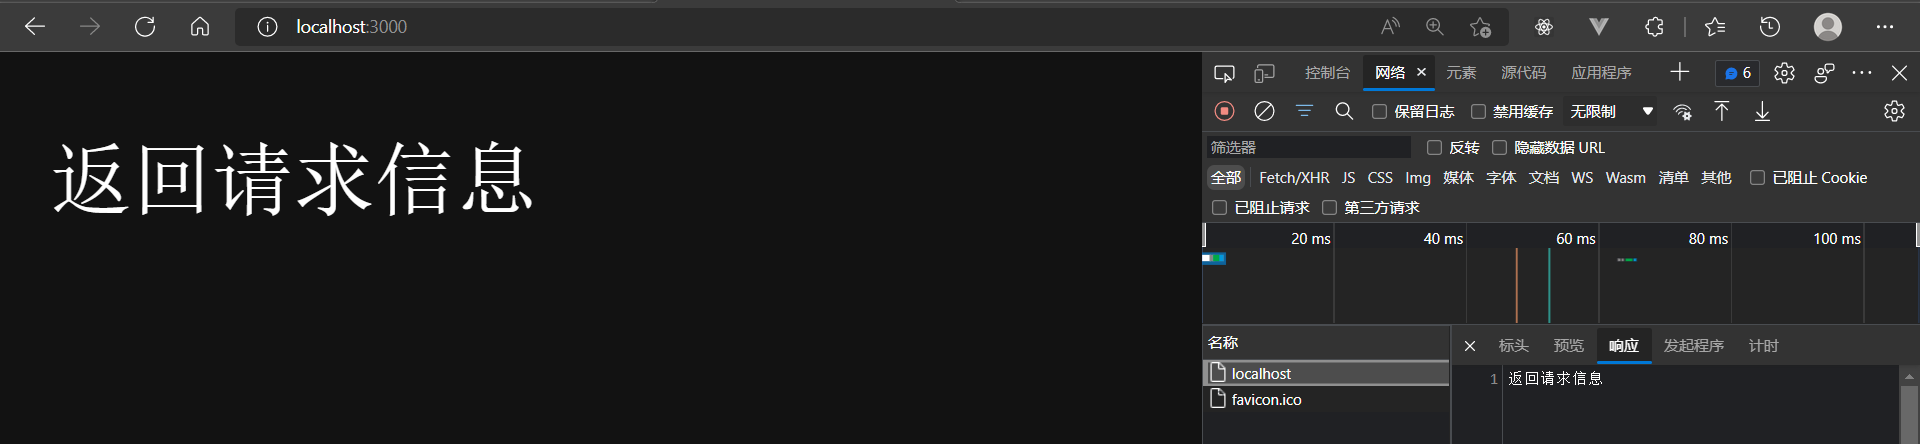 localhost:3000
返回请求信息
控制台 网络 元素 源代码 应用程序 6
保留日志 禁用缓存 无限制
筛选器 反转 隐藏数据 URL
全部 Fetch/XHR JS CSS Img 媒体 字体 文档 WS Wasm 清单 其他 已阻止 Cookie
已阻止请求 第三方请求
20 ms 40 ms 60 ms 80 ms 100 ms
名称
localhost
favicon.ico
标头 预览 响应 发起程序 计时
1 返回请求信息